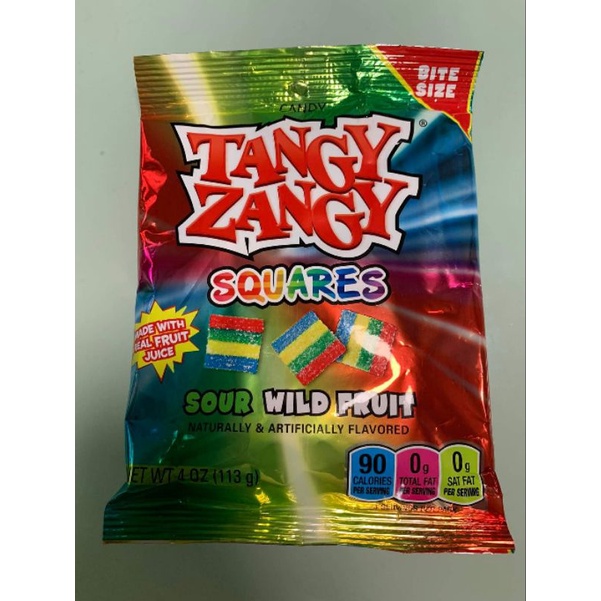 CANDY
BITE
SIZE
TANGY
ZANGY®
SQUARES
MADE WITH
REAL FRUIT
JUICE
SOUR WILD FRUIT
NATURALLY & ARTIFICIALLY FLAVORED
ET WT 4 OZ (113 g)
90
CALORIES
PER SERVING
0g
TOTAL FAT
PER SERVING
0g
SAT FAT
PER SERVING